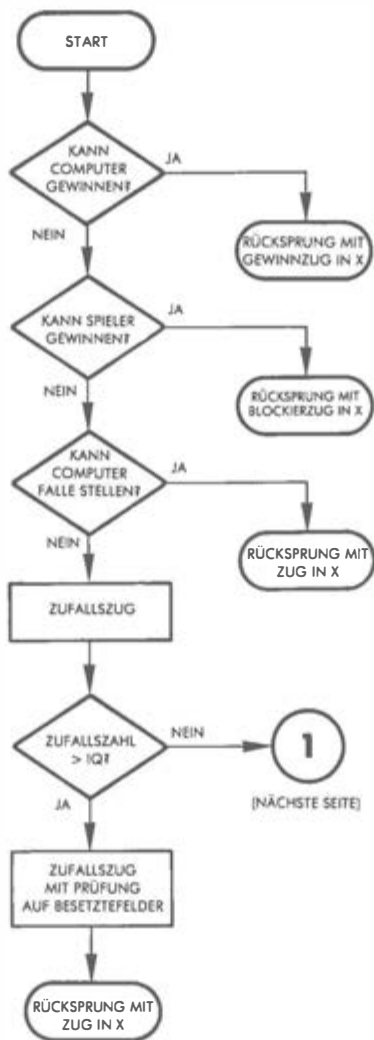 START
KANN
COMPUTER
GEWINNEN?
JA
NEIN
RÜCKSPRUNG MIT
GEWINNZUG IN X
KANN SPIELER
GEWINNEN?
JA
NEIN
RÜCKSPRUNG MIT
BLOCKIERZUG IN X
KANN
COMPUTER
FALLE STELLEN?
JA
NEIN
RÜCKSPRUNG MIT
ZUG IN X
ZUFALLSZUG
ZUFALLSZAHL
> IQ?
NEIN
1
(NÄCHSTE SEITE)
JA
ZUFALLSZUG
MIT PRÜFUNG
AUF BESETZTEFELDER
RÜCKSPRUNG MIT
ZUG IN X